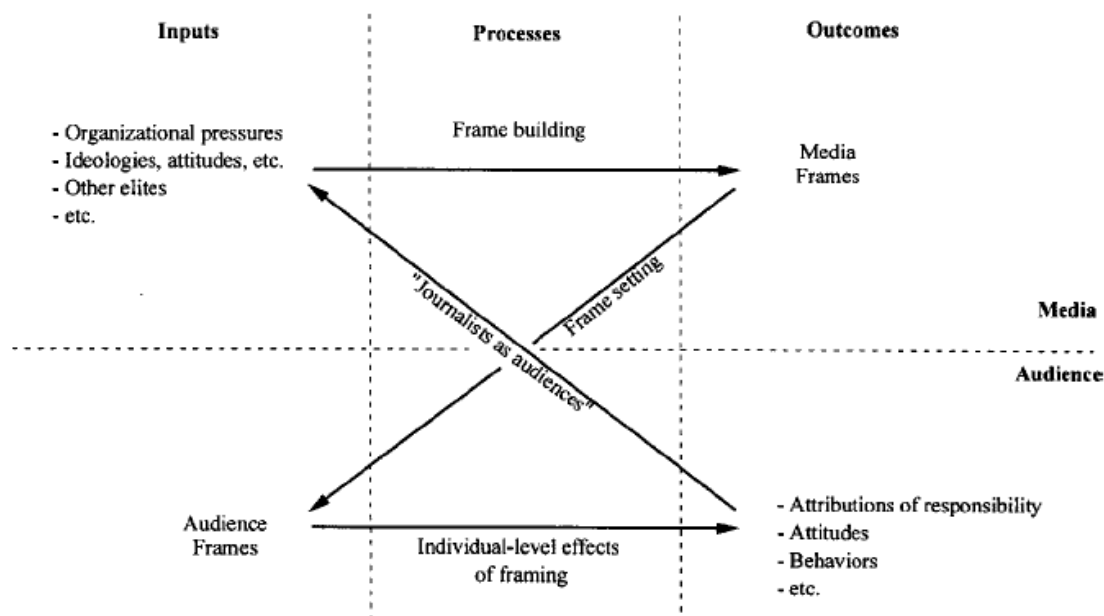 Inputs
Processes
Outcomes
- Organizational pressures
- Ideologies, attitudes, etc.
- Other elites
- etc.
Frame building
Media
Frames
"Journalists as audiences"
Frame setting
Media
Audience
Audience
Frames
Individual-level effects
of framing
- Attributions of responsibility
- Attitudes
- Behaviors
- etc.